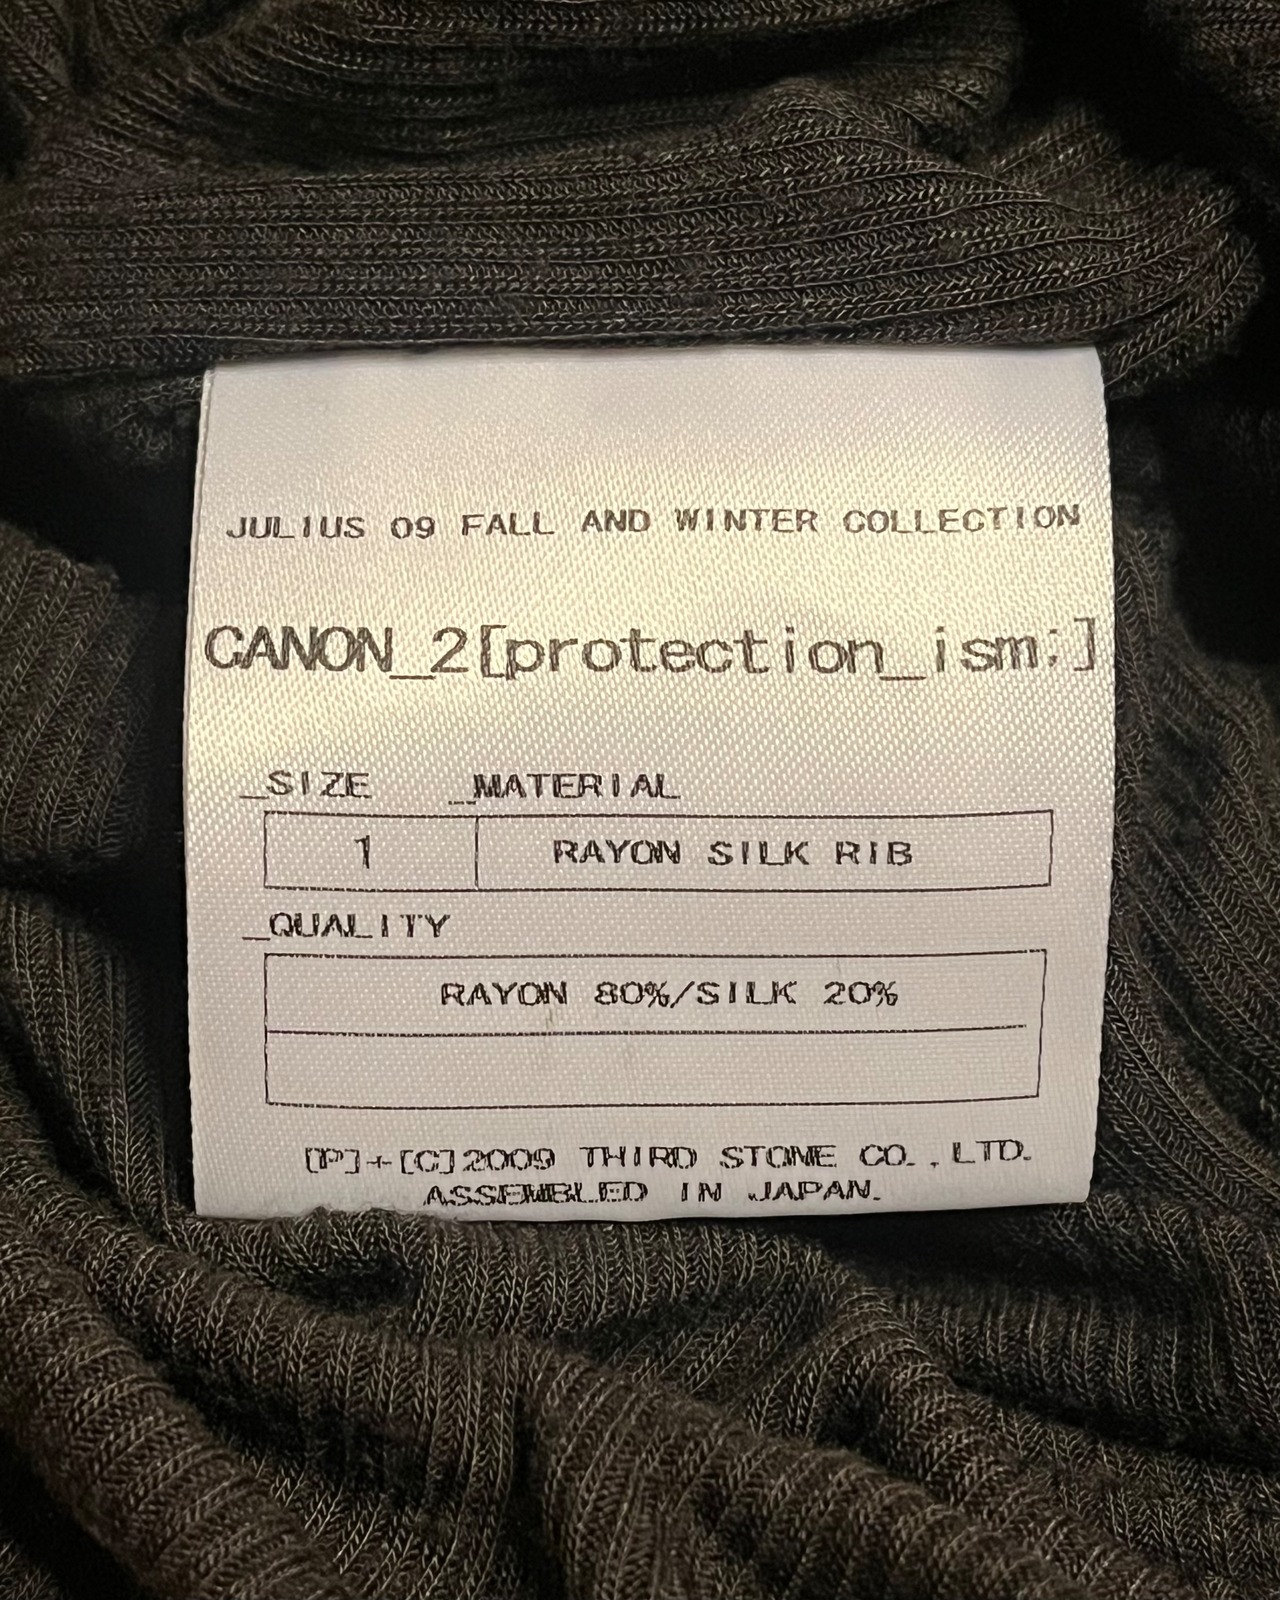 JULIUS 09 FALL AND WINTER COLLECTION
CANON_2[protection_ism;]
_SIZE _MATERIAL
1 RAYON SILK RIB
_QUALITY
RAYON 80%/SILK 20%
[P]+[C]2009 THIRD STONE CO.,LTD.
ASSEMBLED IN JAPAN.